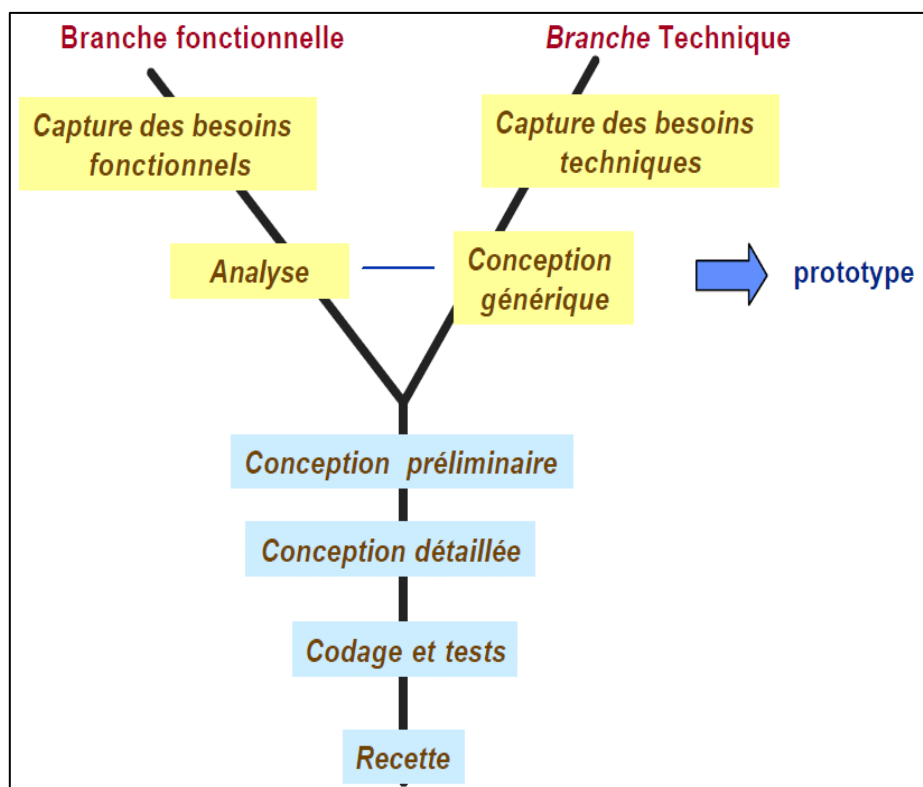 Branche fonctionnelle
Branche Technique
Capture des besoins
fonctionnels
Capture des besoins
techniques
Analyse
Conception
générique
prototype
Conception préliminaire
Conception détaillée
Codage et tests
Recette